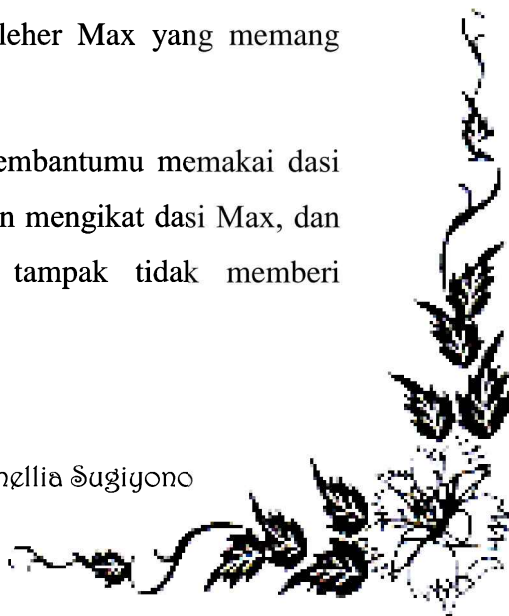 leher Max yang memang
embantumu memakai dasi
n mengikat dasi Max, dan
tampak tidak memberi
nellia Sugiyono